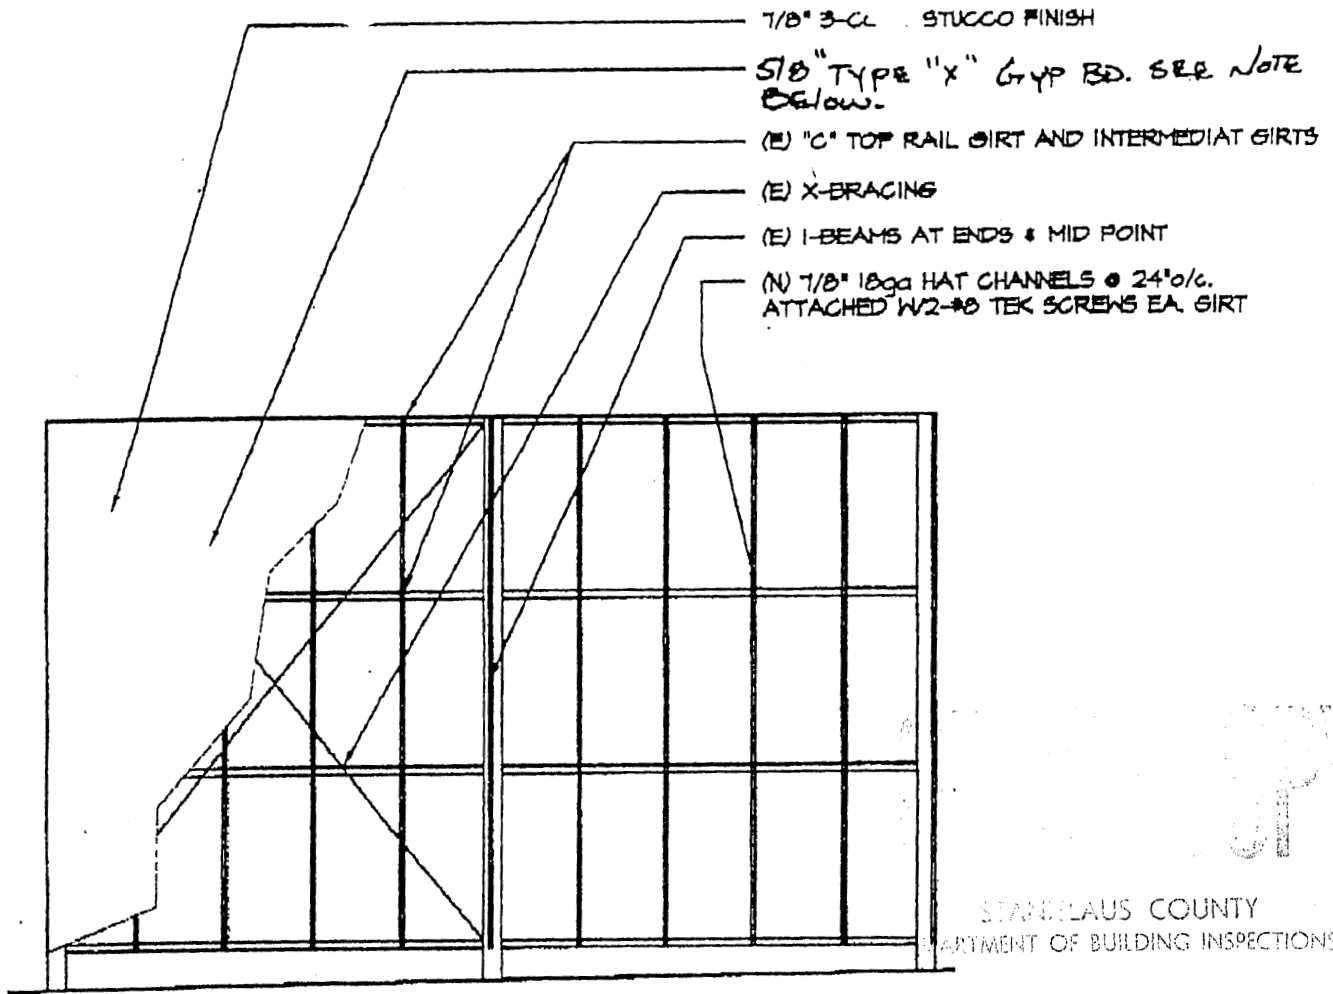 7/8" 3-CL STUCCO FINISH
5/8" TYPE "X" GYP BD. SEE NOTE
BElow.
(E) "C" TOP RAIL GIRT AND INTERMEDIAT GIRTS
(E) X-BRACING
(E) I-BEAMS AT ENDS & MID POINT
(N) 7/8" 18ga HAT CHANNELS @ 24"o/c.
ATTACHED W/2-#8 TEK SCREWS EA. GIRT
STANISLAUS COUNTY
DEPARTMENT OF BUILDING INSPECTIONS